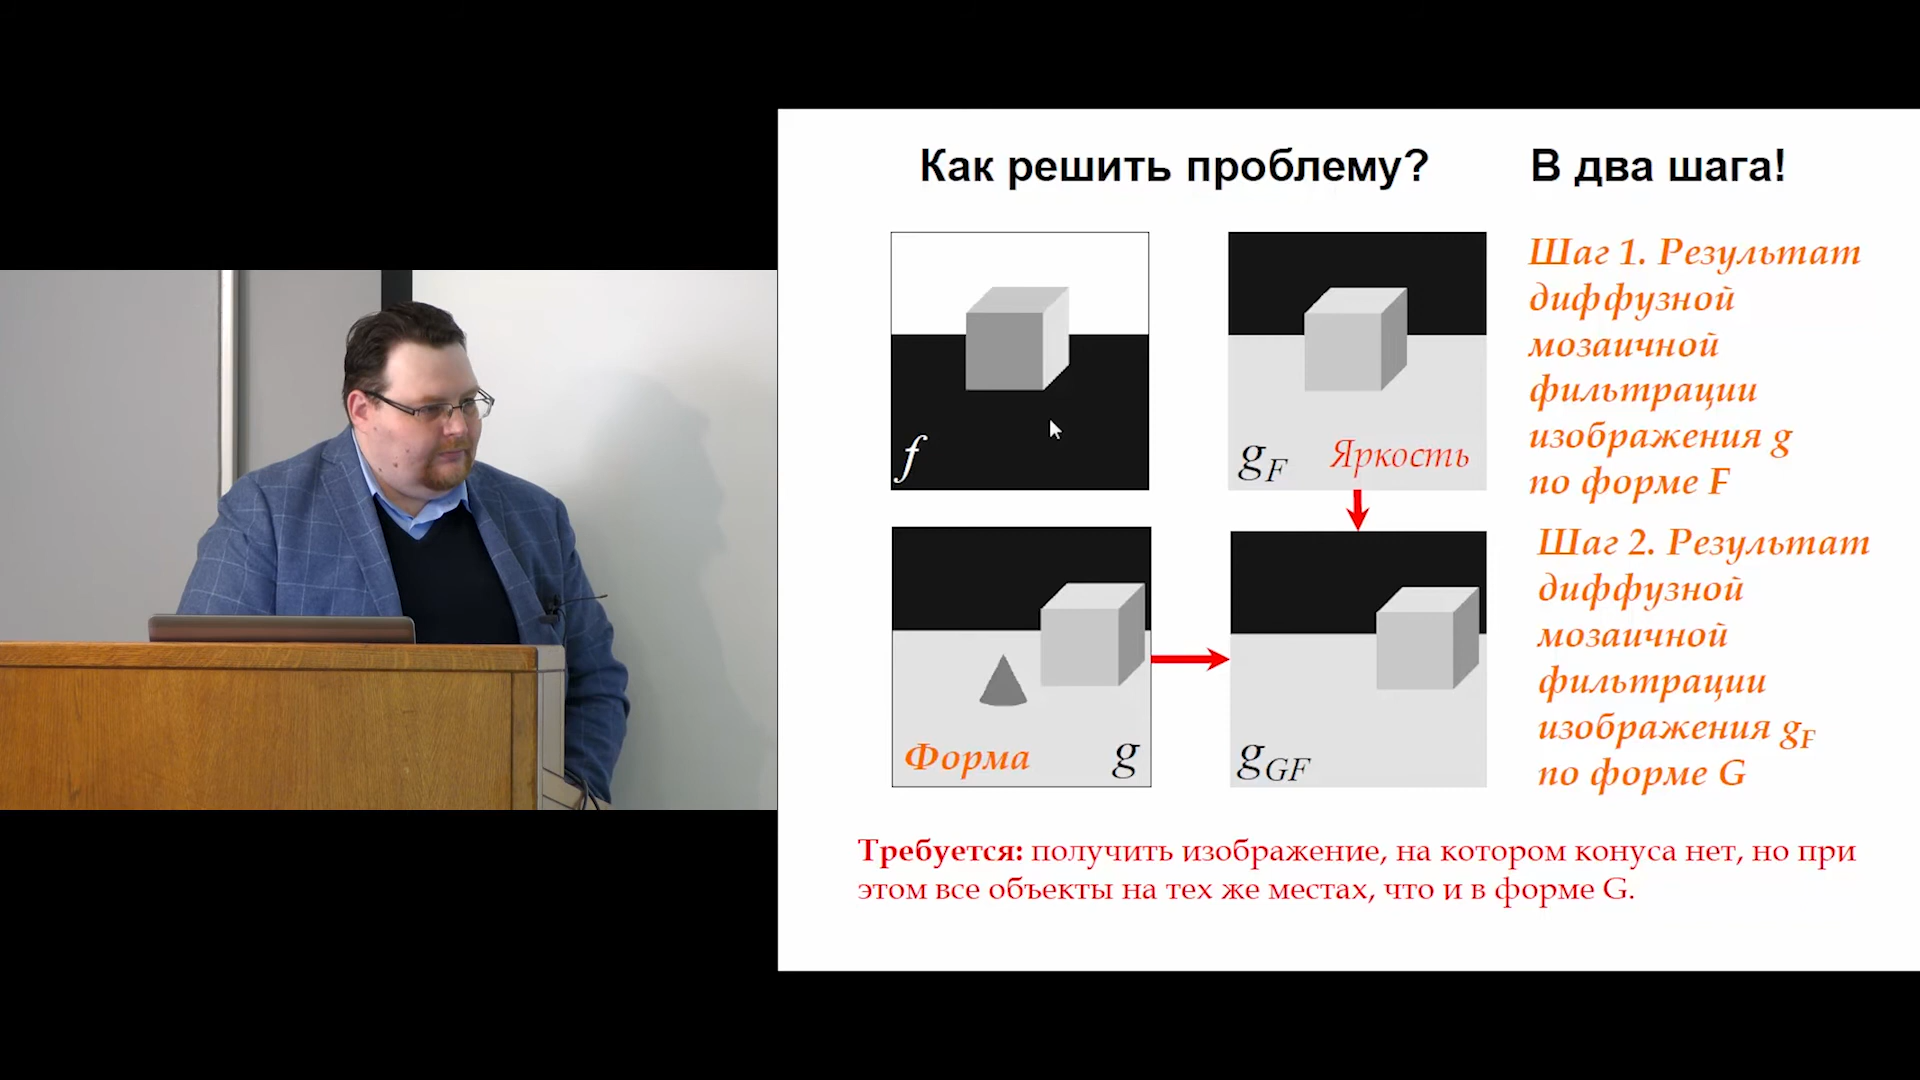 Как решить проблему? В два шага!
f
g_F Яркость
Шаг 1. Результат
диффузной
мозаичной
фильтрации
изображения g
по форме F
Форма g
g_GF
Шаг 2. Результат
диффузной
мозаичной
фильтрации
изображения g_F
по форме G
Требуется: получить изображение, на котором конуса нет, но при
этом все объекты на тех же местах, что и в форме G.